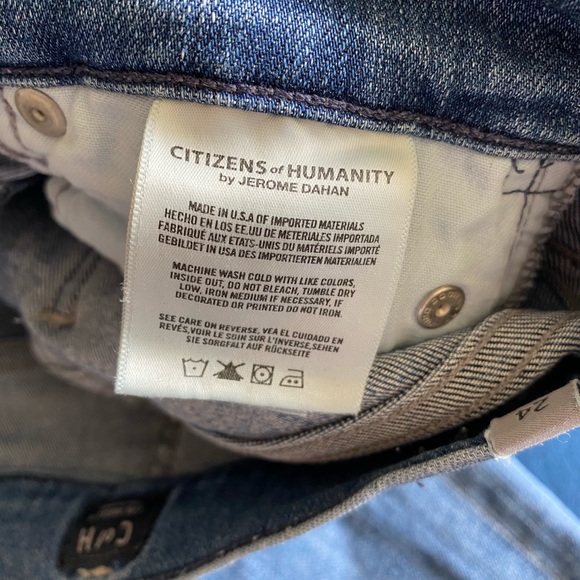 CITIZENS of HUMANITY
by JEROME DAHAN
MADE IN U.S.A OF IMPORTED MATERIALS
HECHO EN LOS EE.UU DE METERIALES IMPORTADA
FABRIQUÉ AUX ETATS-UNIS DU MATÉRIELS IMPORTÉ
GEBILDET IN USA DES IMPORTIERTEN MATERIALIEN
MACHINE WASH COLD WITH LIKE COLORS,
INSIDE OUT, DO NOT BLEACH, TUMBLE DRY
LOW, IRON MEDIUM IF NECESSARY, IF
DECORATED OR PRINTED DO NOT IRON.
SEE CARE ON REVERSE, VEA EL CUIDADO EN
REVÉS,VOIR LE SOIN SUR L'INVERSE,SEHEN
SIE SORGFALT AUF RÜCKSEITE
24
C of H